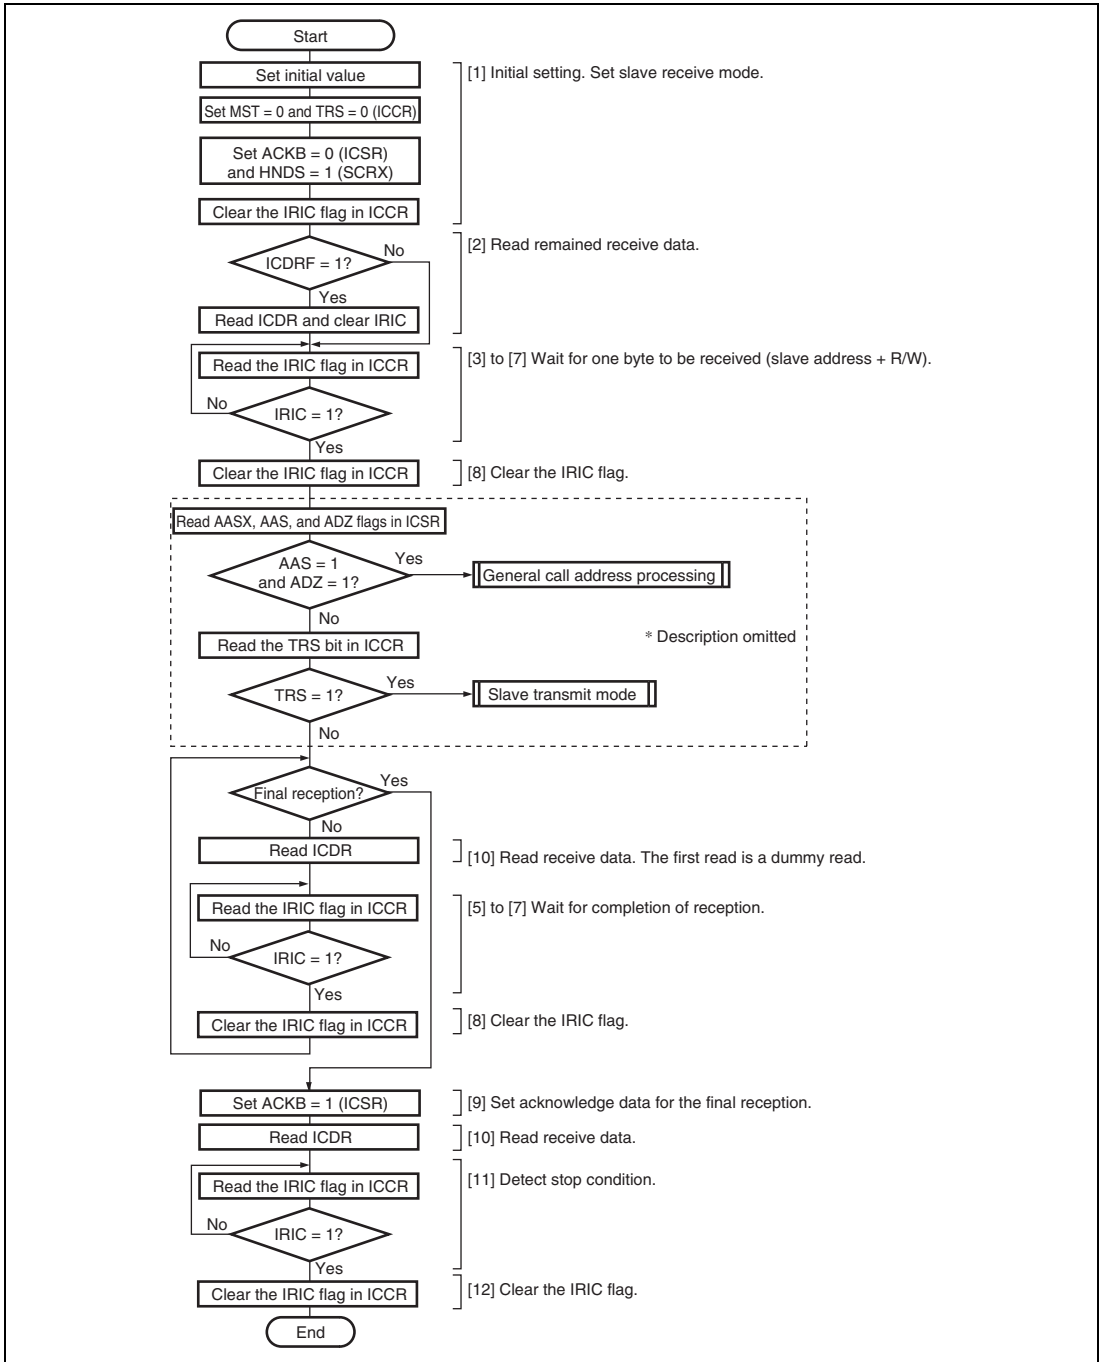 Start
Set initial value
[1] Initial setting. Set slave receive mode.
Set MST = 0 and TRS = 0 (ICCR)
Set ACKB = 0 (ICSR)
and HNDS = 1 (SCRX)
Clear the IRIC flag in ICCR
[2] Read remained receive data.
ICDRF = 1?
No
Yes
Read ICDR and clear IRIC
Read the IRIC flag in ICCR
[3] to [7] Wait for one byte to be received (slave address + R/W).
No
IRIC = 1?
Yes
Clear the IRIC flag in ICCR
[8] Clear the IRIC flag.
Read AASX, AAS, and ADZ flags in ICSR
AAS = 1
and ADZ = 1?
Yes
General call address processing
No
Read the TRS bit in ICCR
* Description omitted
TRS = 1?
Yes
Slave transmit mode
No
Final reception?
Yes
No
Read ICDR
[10] Read receive data. The first read is a dummy read.
Read the IRIC flag in ICCR
[5] to [7] Wait for completion of reception.
No
IRIC = 1?
Yes
Clear the IRIC flag in ICCR
[8] Clear the IRIC flag.
Set ACKB = 1 (ICSR)
[9] Set acknowledge data for the final reception.
Read ICDR
[10] Read receive data.
Read the IRIC flag in ICCR
[11] Detect stop condition.
No
IRIC = 1?
Yes
Clear the IRIC flag in ICCR
[12] Clear the IRIC flag.
End